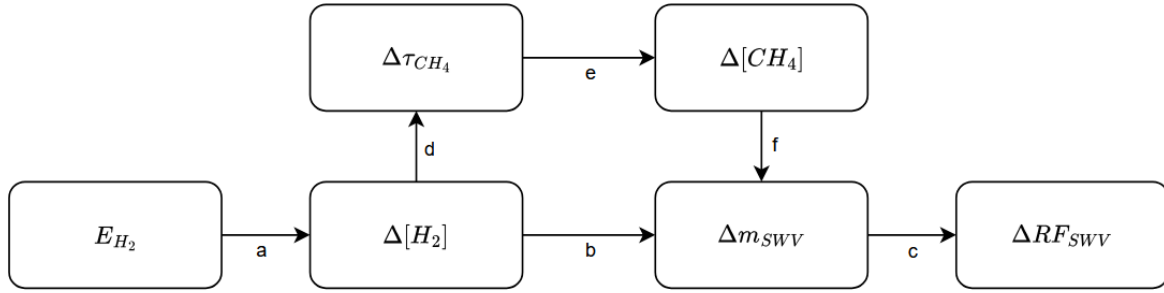 Δτ_{CH_4}
e
Δ[CH_4]
d
f
E_{H_2}
a
Δ[H_2]
b
Δm_{SWV}
c
ΔRF_{SWV}